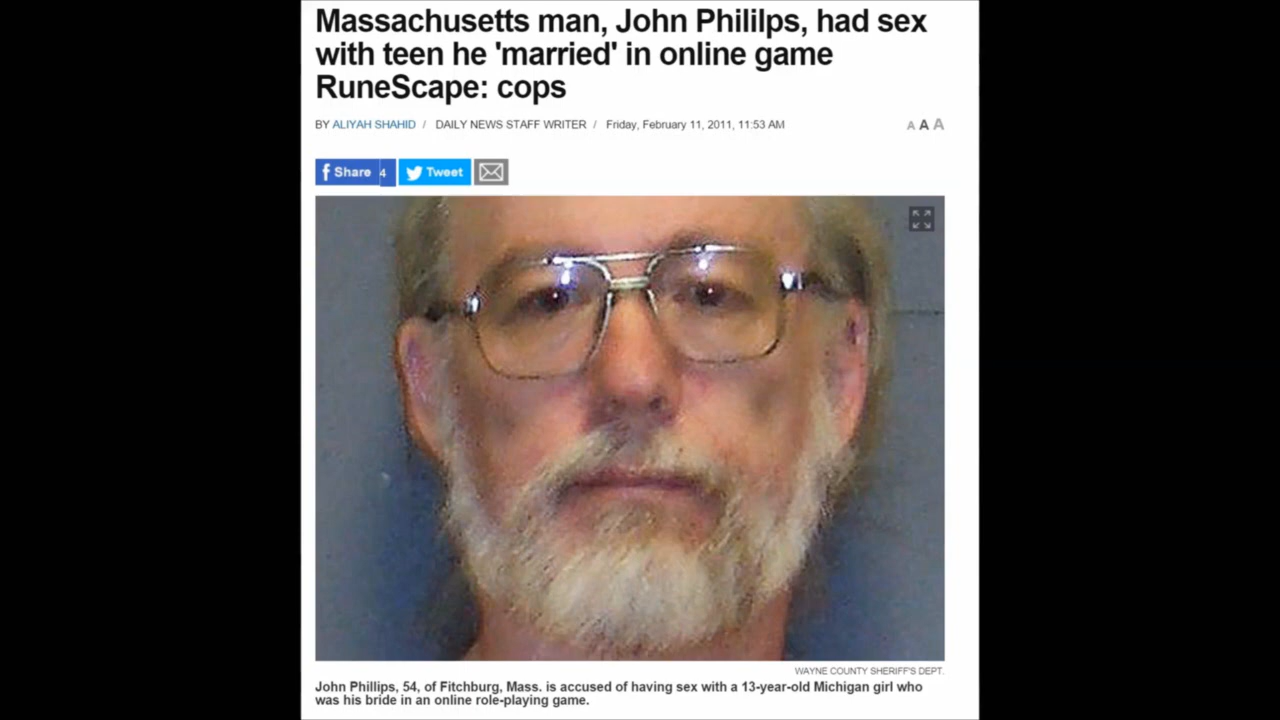 Massachusetts man, John Phililps, had sex
with teen he 'married' in online game
RuneScape: cops
BY ALIYAH SHAHID / DAILY NEWS STAFF WRITER / Friday, February 11, 2011, 11:53 AM
A A A
f Share 4 Tweet
WAYNE COUNTY SHERIFF'S DEPT.
John Phillips, 54, of Fitchburg, Mass. is accused of having sex with a 13-year-old Michigan girl who
was his bride in an online role-playing game.